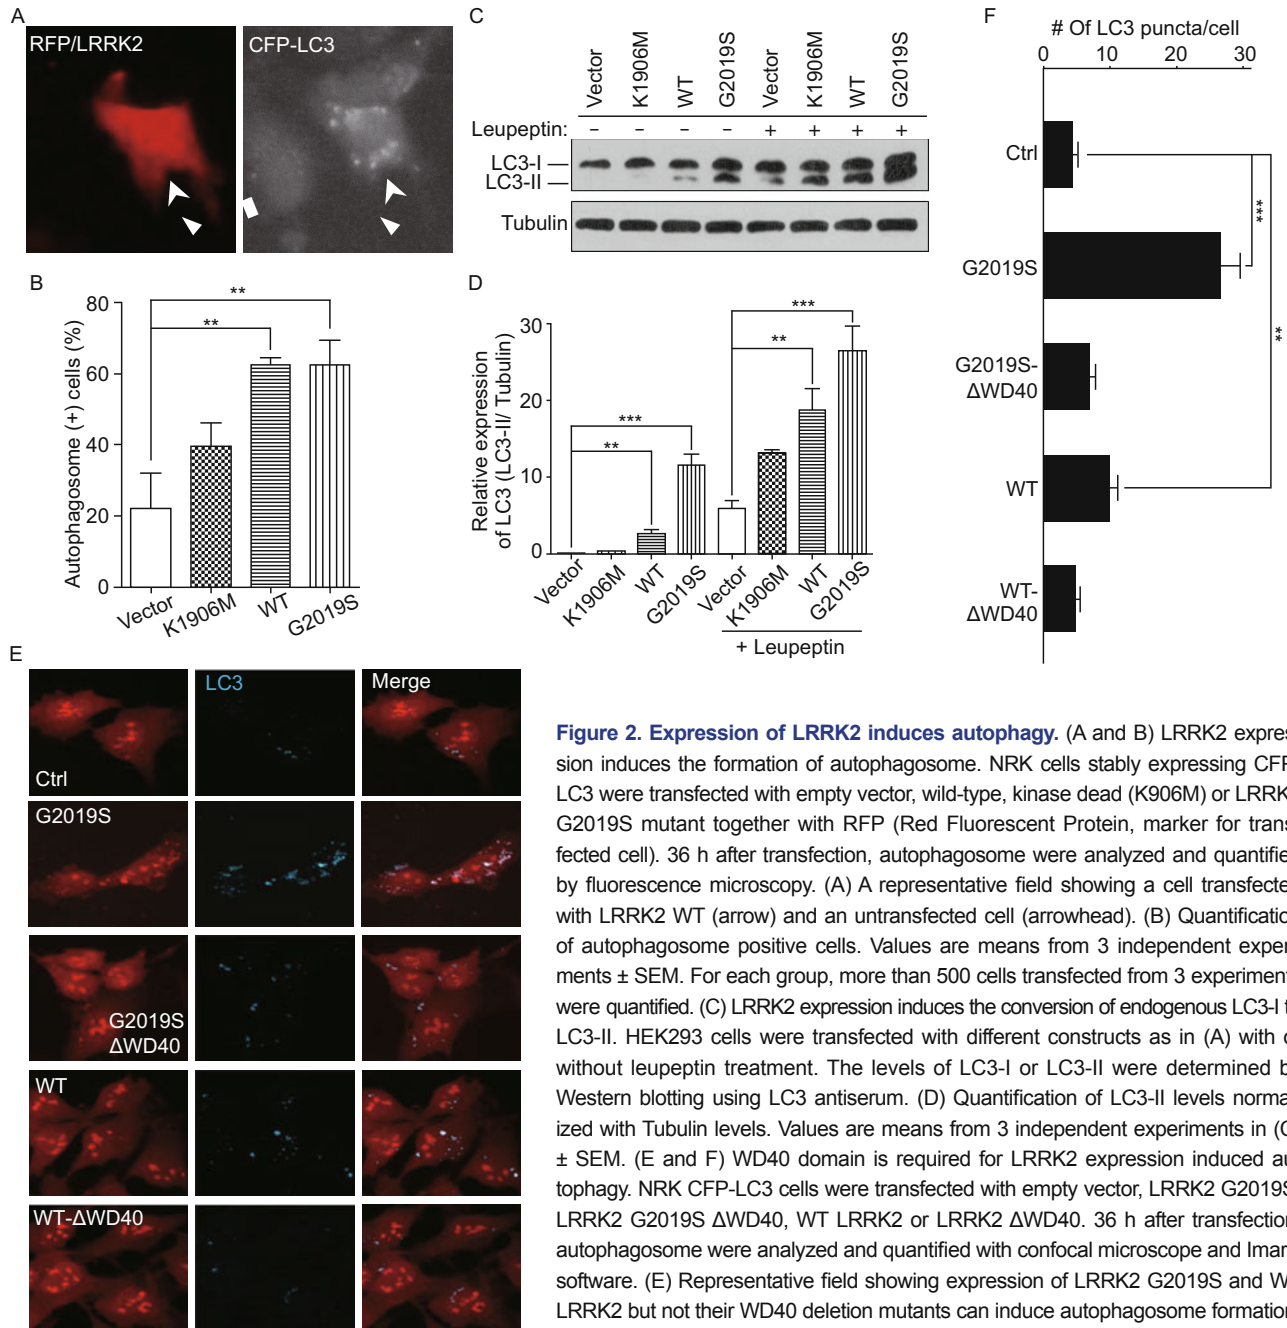 A
RFP/LRRK2
CFP-LC3
B
Autophagosome (+) cells (%)
80
60
40
20
0
**
**
Vector
K1906M
WT
G2019S
C
Vector
K1906M
WT
G2019S
Vector
K1906M
WT
G2019S
Leupeptin: – – – – + + + +
LC3-I
LC3-II
Tubulin
D
Relative expression
of LC3 (LC3-II/ Tubulin)
30
20
10
0
***
**
***
**
Vector
K1906M
WT
G2019S
Vector
K1906M
WT
G2019S
+ Leupeptin
E
LC3
Merge
Ctrl
G2019S
G2019S
ΔWD40
WT
WT-ΔWD40
F
# Of LC3 puncta/cell
0 10 20 30
Ctrl
G2019S
G2019S-
ΔWD40
WT
WT-
ΔWD40
***
**
Figure 2. Expression of LRRK2 induces autophagy. (A and B) LRRK2 expres
sion induces the formation of autophagosome. NRK cells stably expressing CFP
LC3 were transfected with empty vector, wild-type, kinase dead (K906M) or LRRK
G2019S mutant together with RFP (Red Fluorescent Protein, marker for trans
fected cell). 36 h after transfection, autophagosome were analyzed and quantifie
by fluorescence microscopy. (A) A representative field showing a cell transfecte
with LRRK2 WT (arrow) and an untransfected cell (arrowhead). (B) Quantificatio
of autophagosome positive cells. Values are means from 3 independent exper
ments ± SEM. For each group, more than 500 cells transfected from 3 experiment
were quantified. (C) LRRK2 expression induces the conversion of endogenous LC3-I t
LC3-II. HEK293 cells were transfected with different constructs as in (A) with o
without leupeptin treatment. The levels of LC3-I or LC3-II were determined b
Western blotting using LC3 antiserum. (D) Quantification of LC3-II levels norma
ized with Tubulin levels. Values are means from 3 independent experiments in (C
± SEM. (E and F) WD40 domain is required for LRRK2 expression induced au
tophagy. NRK CFP-LC3 cells were transfected with empty vector, LRRK2 G2019S
LRRK2 G2019S ΔWD40, WT LRRK2 or LRRK2 ΔWD40. 36 h after transfection
autophagosome were analyzed and quantified with confocal microscope and Imar
software. (E) Representative field showing expression of LRRK2 G2019S and W
LRRK2 but not their WD40 deletion mutants can induce autophagosome formation